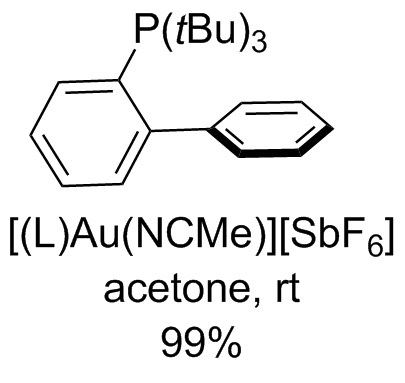 P(tBu)₃
[(L)Au(NCMe)][SbF₆]
acetone, rt
99%